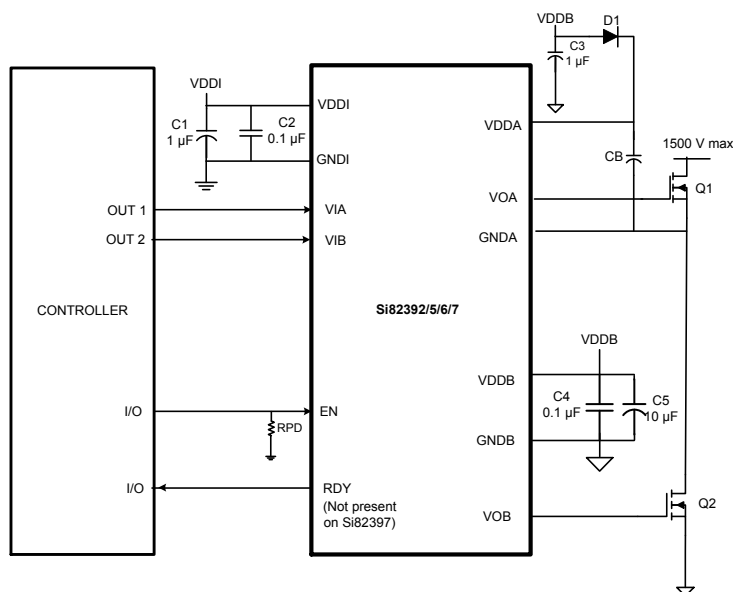 VDDB
D1
C3
1 µF
VDDI
C1
1 µF
C2
0.1 µF
VDDI
GNDI
VDDA
CB
1500 V max
Q1
VOA
GNDA
OUT 1
VIA
OUT 2
VIB
CONTROLLER
Si82392/5/6/7
VDDB
VDDB
C4
0.1 µF
C5
10 µF
GNDB
I/O
EN
RPD
I/O
RDY
(Not present
on Si82397)
VOB
Q2